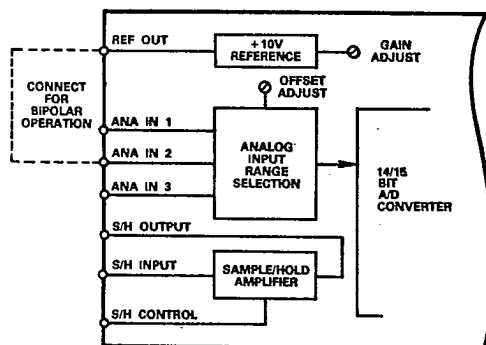 REF OUT
+10V
REFERENCE
GAIN
ADJUST
OFFSET
ADJUST
CONNECT
FOR
BIPOLAR
OPERATION
ANA IN 1
ANA IN 2
ANA IN 3
ANALOG
INPUT
RANGE
SELECTION
14/15
BIT
A/D
CONVERTER
S/H OUTPUT
S/H INPUT
SAMPLE/HOLD
AMPLIFIER
S/H CONTROL